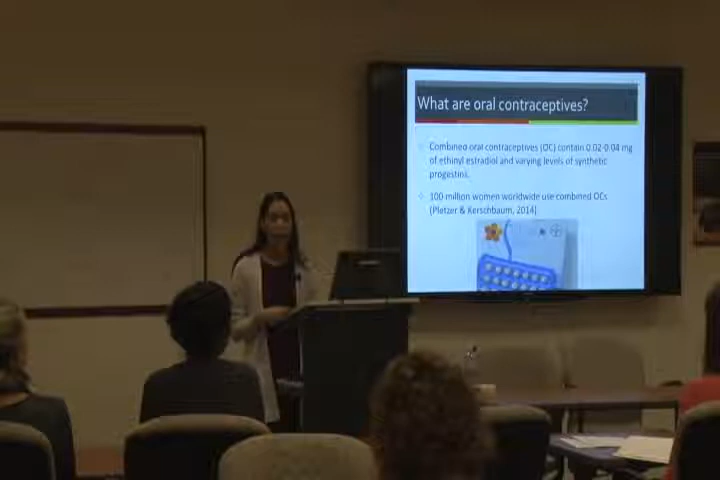 What are oral contraceptives?
Combined oral contraceptives (OC) contain 0.02-0.04 mg
of ethinyl estradiol and varying levels of synthetic
progestins.
100 million women worldwide use combined OCs
(Pletzer & Kerschbaum, 2014)